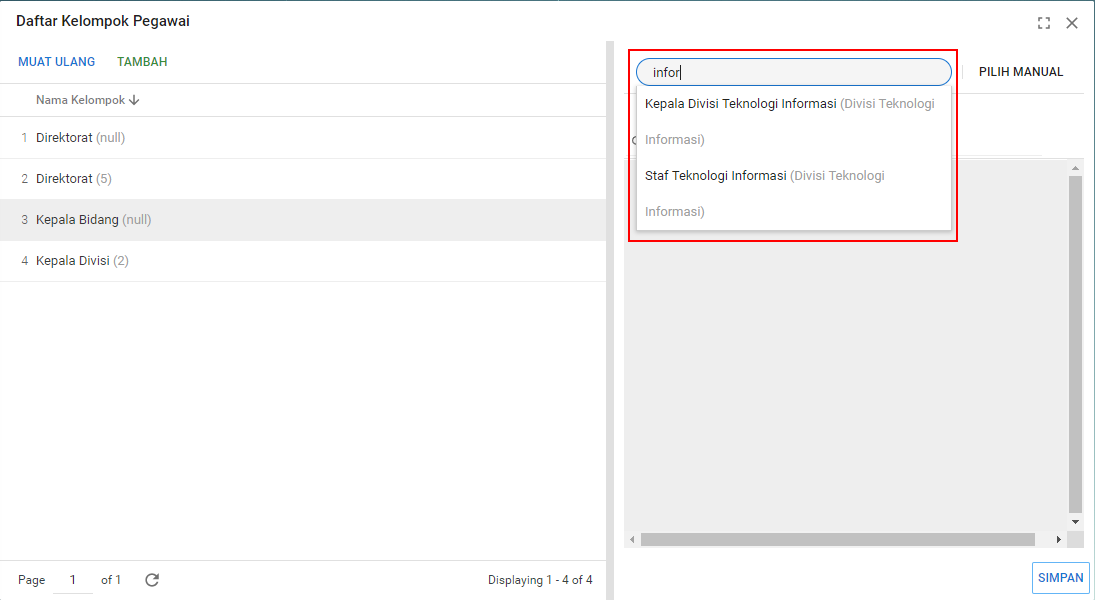 Daftar Kelompok Pegawai
MUAT ULANG TAMBAH
Nama Kelompok
1 Direktorat (null)
2 Direktorat (5)
3 Kepala Bidang (null)
4 Kepala Divisi (2)
Page 1 of 1
Displaying 1 - 4 of 4
infor
PILIH MANUAL
Kepala Divisi Teknologi Informasi (Divisi Teknologi
Informasi)
Staf Teknologi Informasi (Divisi Teknologi
Informasi)
SIMPAN